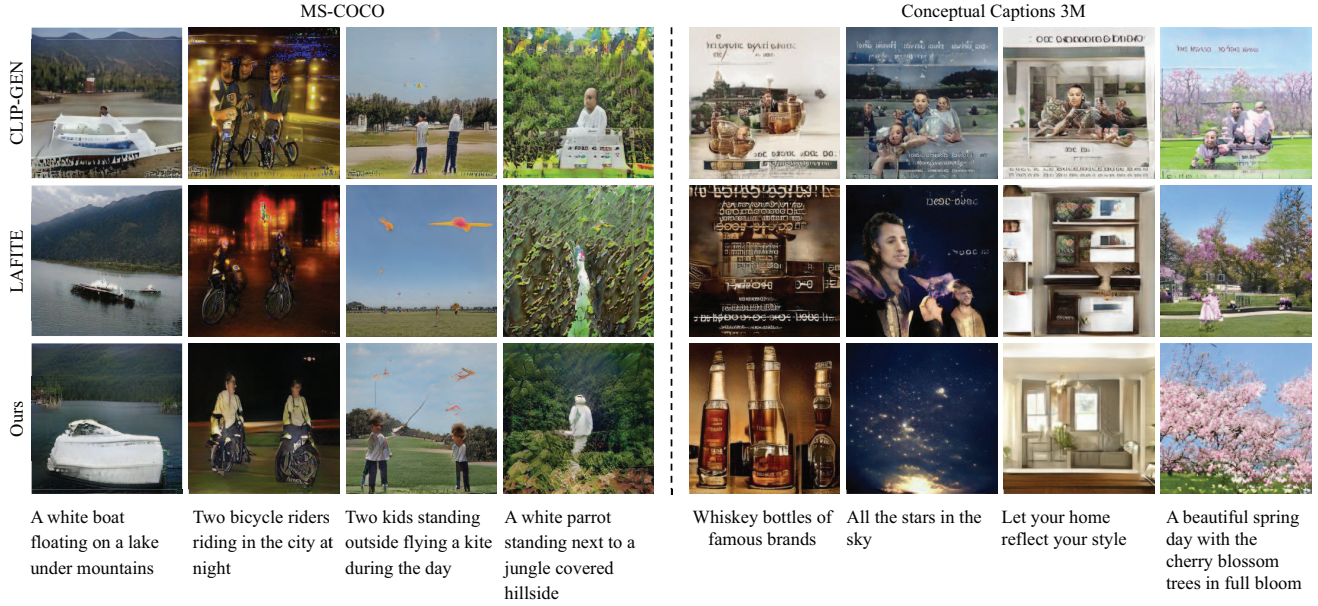 MS-COCO
Conceptual Captions 3M
CLIP-GEN
LAFITE
Ours
A white boat
floating on a lake
under mountains
Two bicycle riders
riding in the city at
night
Two kids standing
outside flying a kite
during the day
A white parrot
standing next to a
jungle covered
hillside
Whiskey bottles of
famous brands
All the stars in the
sky
Let your home
reflect your style
A beautiful spring
day with the
cherry blossom
trees in full bloom